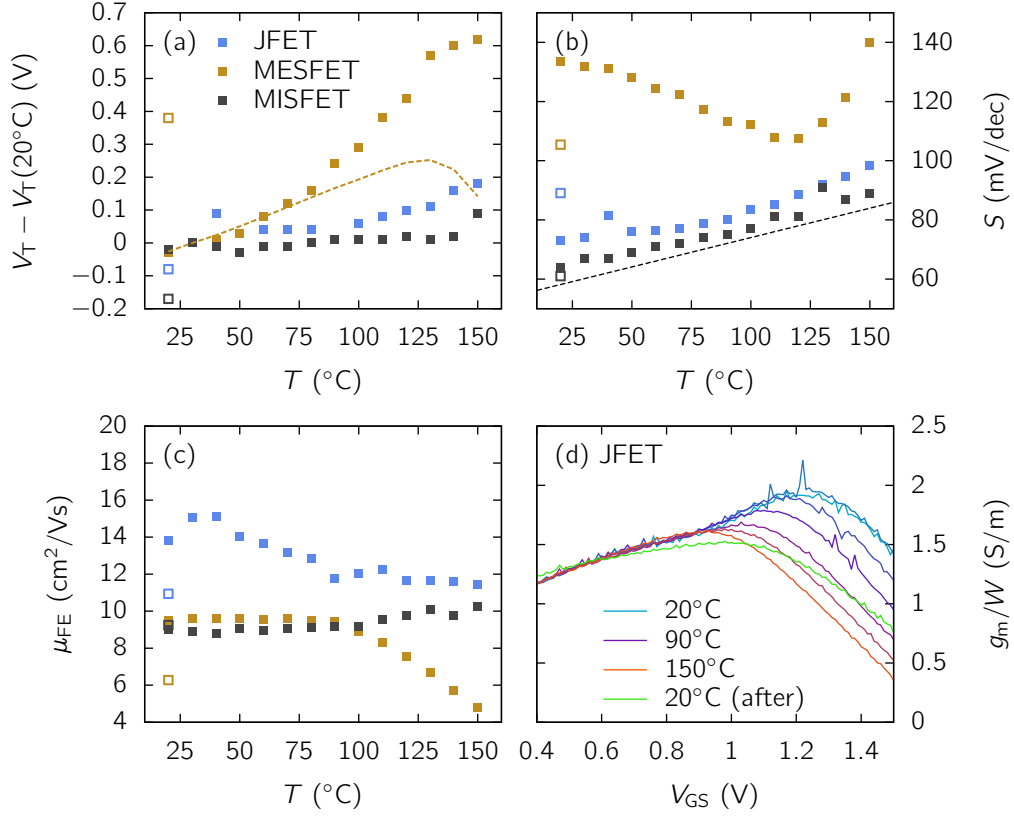 (a)
JFET
MESFET
MISFET
0.7
0.6
0.5
0.4
0.3
0.2
0.1
0
−0.1
−0.2
V_T − V_T(20°C) (V)
25 50 75 100 125 150
T (°C)
(b)
140
120
100
80
60
S (mV/dec)
25 50 75 100 125 150
T (°C)
(c)
20
18
16
14
12
10
8
6
4
μ_FE (cm²/Vs)
25 50 75 100 125 150
T (°C)
(d) JFET
20°C
90°C
150°C
20°C (after)
2.5
2
1.5
1
0.5
0
g_m/W (S/m)
0.4 0.6 0.8 1 1.2 1.4
V_GS (V)